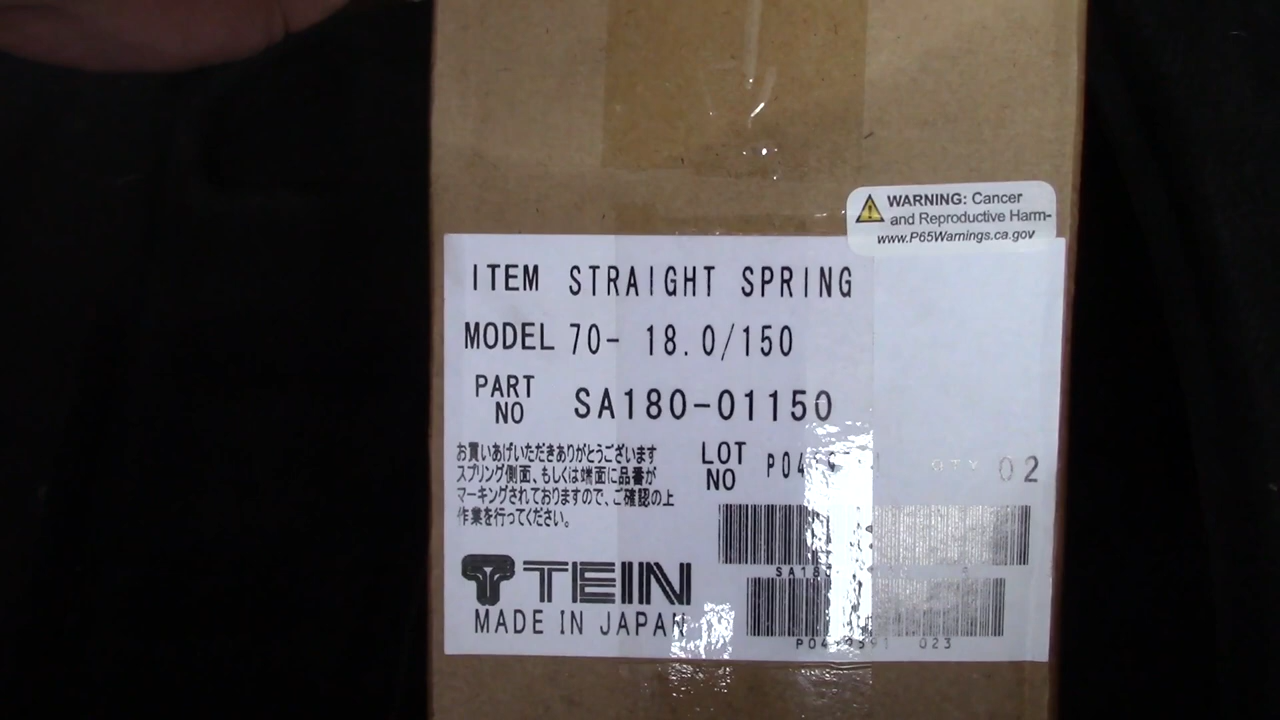 WARNING: Cancer
and Reproductive Harm-
www.P65Warnings.ca.gov
ITEM STRAIGHT SPRING
MODEL 70- 18.0/150
PART NO SA180-01150
お買いあげいただきありがとうございます
スプリング側面、もしくは端面に品番が
マーキングされておりますので、ご確認の上
作業を行ってください。
LOT NO
QTY 02
TEIN
MADE IN JAPAN
023